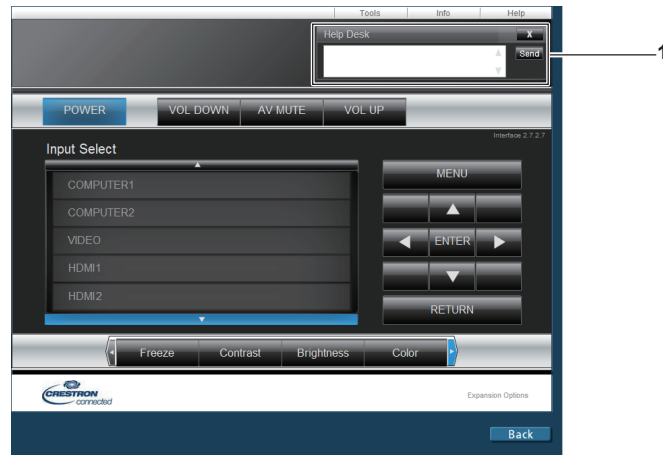 Tools Info Help
Help Desk X
Send
1
POWER VOL DOWN AV MUTE VOL UP
Interface 2.7.2.7
Input Select
MENU
COMPUTER1
COMPUTER2
VIDEO
ENTER
HDMI1
HDMI2
RETURN
Freeze Contrast Brightness Color
CRESTRON
connected
Expansion Options
Back